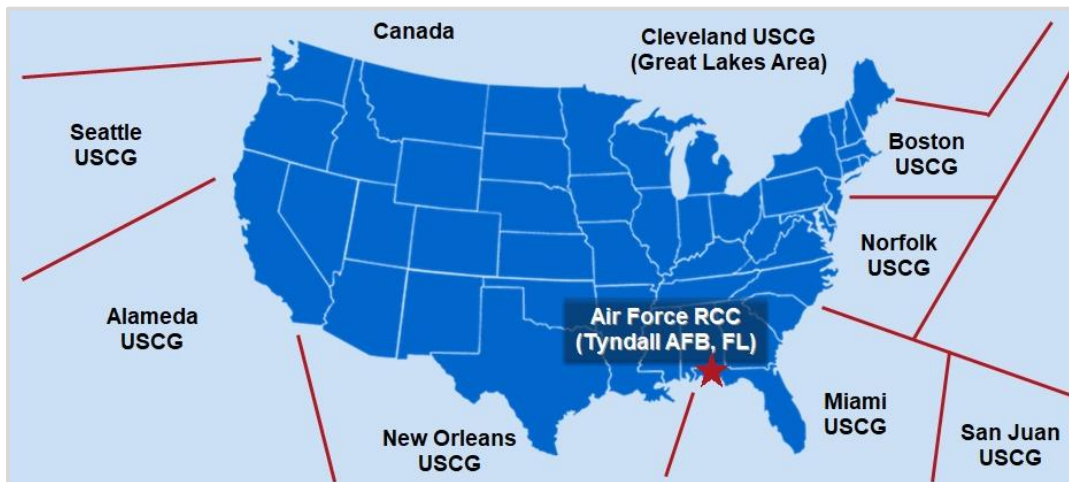 Canada
Cleveland USCG
(Great Lakes Area)
Seattle
USCG
Boston
USCG
Norfolk
USCG
Alameda
USCG
Air Force RCC
(Tyndall AFB, FL)
Miami
USCG
New Orleans
USCG
San Juan
USCG